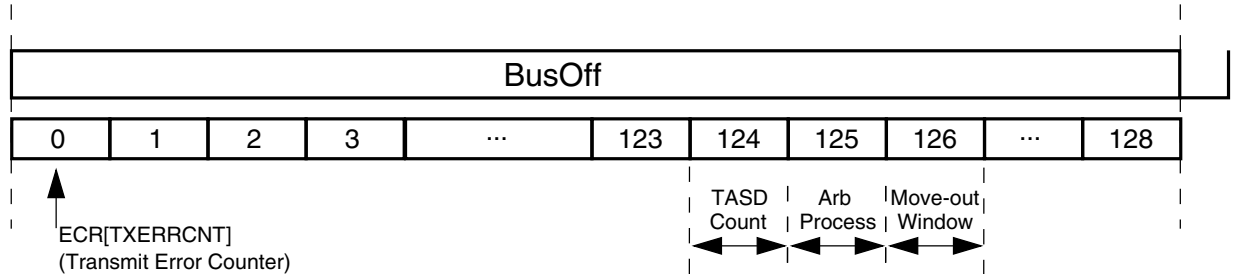 BusOff
0 1 2 3 ... 123 124 125 126 ... 128
TASD Count
Arb Process
Move-out Window
ECR[TXERRCNT]
(Transmit Error Counter)